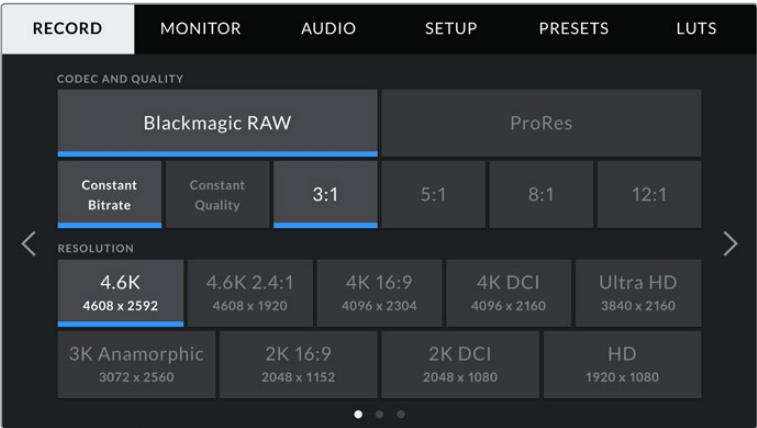 RECORD MONITOR AUDIO SETUP PRESETS LUTS
CODEC AND QUALITY
Blackmagic RAW ProRes
Constant Bitrate
Constant Quality
3:1 5:1 8:1 12:1
RESOLUTION
4.6K
4608 x 2592
4.6K 2.4:1
4608 x 1920
4K 16:9
4096 x 2304
4K DCI
4096 x 2160
Ultra HD
3840 x 2160
3K Anamorphic
3072 x 2560
2K 16:9
2048 x 1152
2K DCI
2048 x 1080
HD
1920 x 1080